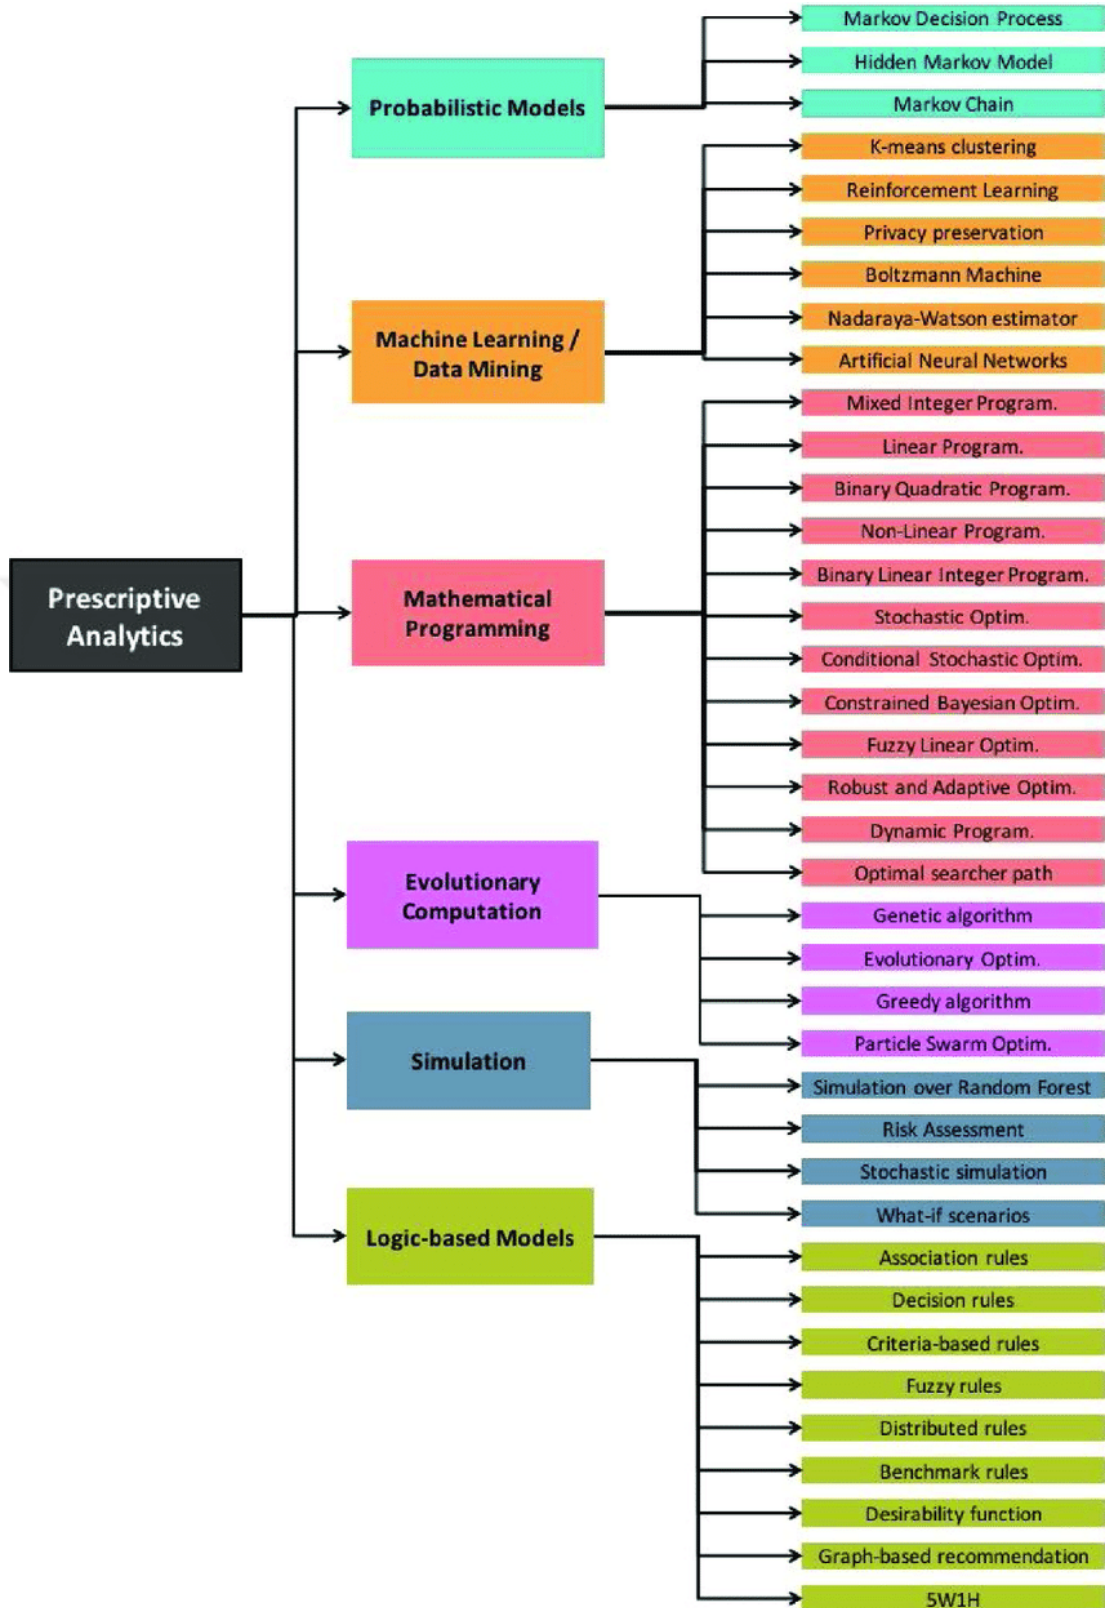 Markov Decision Process
Hidden Markov Model
Probabilistic Models
Markov Chain
K-means clustering
Reinforcement Learning
Privacy preservation
Boltzmann Machine
Nadaraya-Watson estimator
Machine Learning /
Data Mining
Artificial Neural Networks
Mixed Integer Program.
Linear Program.
Binary Quadratic Program.
Non-Linear Program.
Binary Linear Integer Program.
Prescriptive
Analytics
Mathematical
Programming
Stochastic Optim.
Conditional Stochastic Optim.
Constrained Bayesian Optim.
Fuzzy Linear Optim.
Robust and Adaptive Optim.
Dynamic Program.
Optimal searcher path
Evolutionary
Computation
Genetic algorithm
Evolutionary Optim.
Greedy algorithm
Particle Swarm Optim.
Simulation
Simulation over Random Forest
Risk Assessment
Stochastic simulation
What-if scenarios
Logic-based Models
Association rules
Decision rules
Criteria-based rules
Fuzzy rules
Distributed rules
Benchmark rules
Desirability function
Graph-based recommendation
5W1H